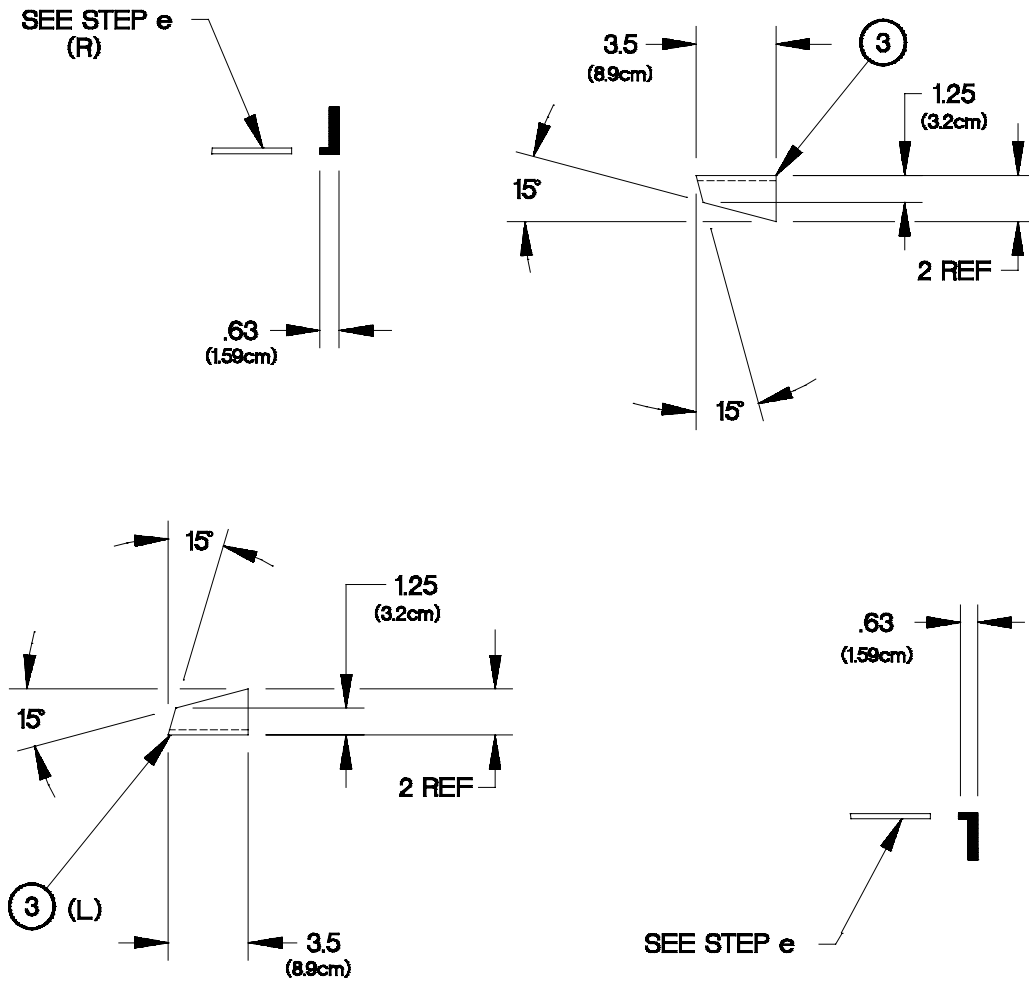 SEE STEP e
(R)
3.5
(8.9cm)
3
1.25
(3.2cm)
15°
2 REF
.63
(1.59cm)
15°
15°
1.25
(3.2cm)
15°
2 REF
.63
(1.59cm)
3 (L)
3.5
(8.9cm)
SEE STEP e